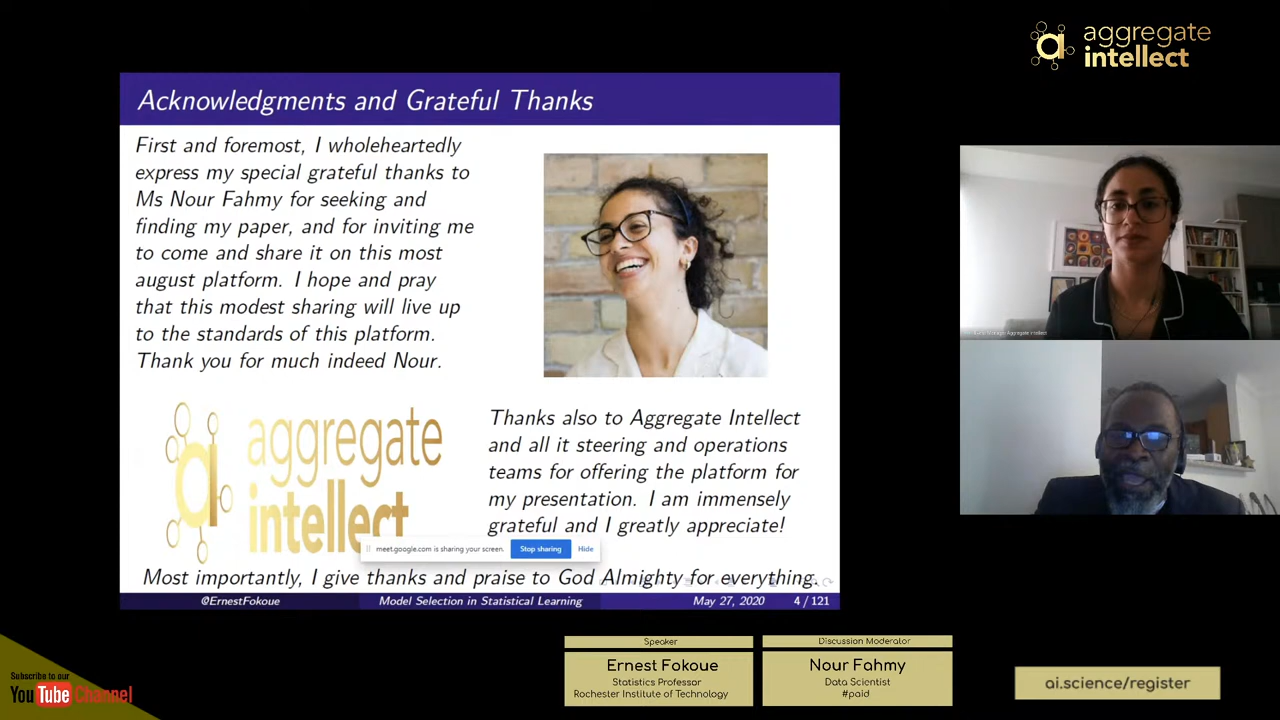 aggregate
intellect
Acknowledgments and Grateful Thanks
First and foremost, I wholeheartedly
express my special grateful thanks to
Ms Nour Fahmy for seeking and
finding my paper, and for inviting me
to come and share it on this most
august platform. I hope and pray
that this modest sharing will live up
to the standards of this platform.
Thank you for much indeed Nour.
aggregate
intellect
Thanks also to Aggregate Intellect
and all it steering and operations
teams for offering the platform for
my presentation. I am immensely
grateful and I greatly appreciate!
meet.google.com is sharing your screen. Stop sharing Hide
Most importantly, I give thanks and praise to God Almighty for everything.
@ErnestFokoue Model Selection in Statistical Learning May 27, 2020 4 / 121
Speaker
Ernest Fokoue
Statistics Professor
Rochester Institute of Technology
Discussion Moderator
Nour Fahmy
Data Scientist
#paid
ai.science/register
Subscribe to our
YouTube Channel